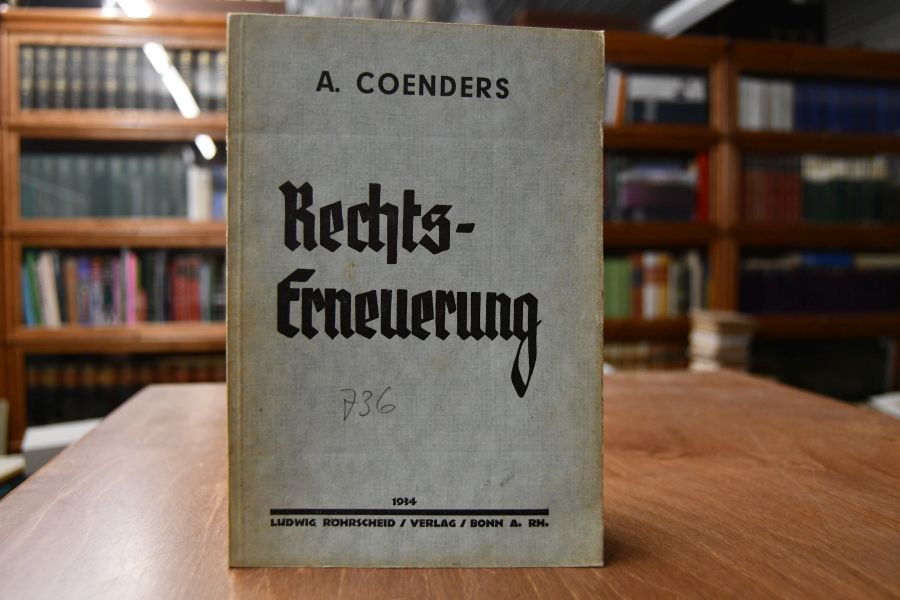 A. COENDERS
Rechts-
Erneuerung
736
1934
LUDWIG RÖHRSCHEID / VERLAG / BONN A. RH.